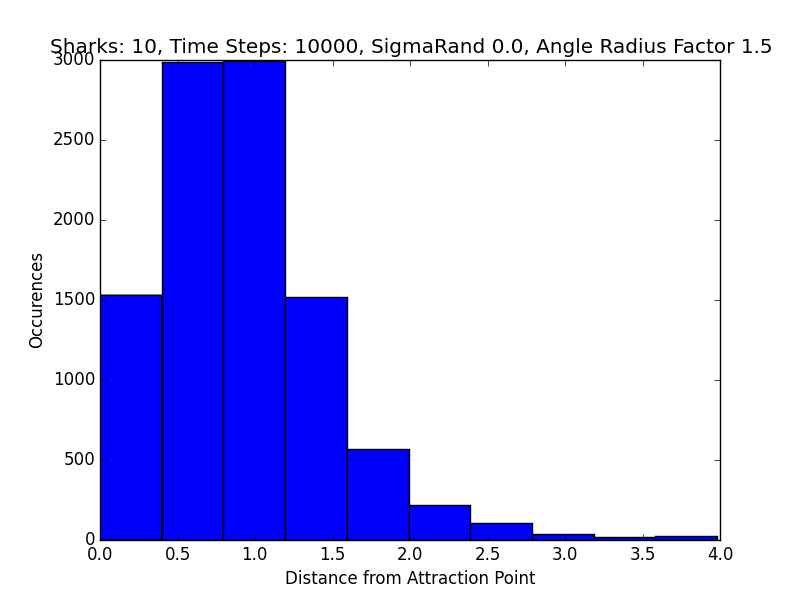 Sharks: 10, Time Steps: 10000, SigmaRand 0.0, Angle Radius Factor 1.5
3000
2500
2000
1500
1000
500
0
Occurences
0.0 0.5 1.0 1.5 2.0 2.5 3.0 3.5 4.0
Distance from Attraction Point